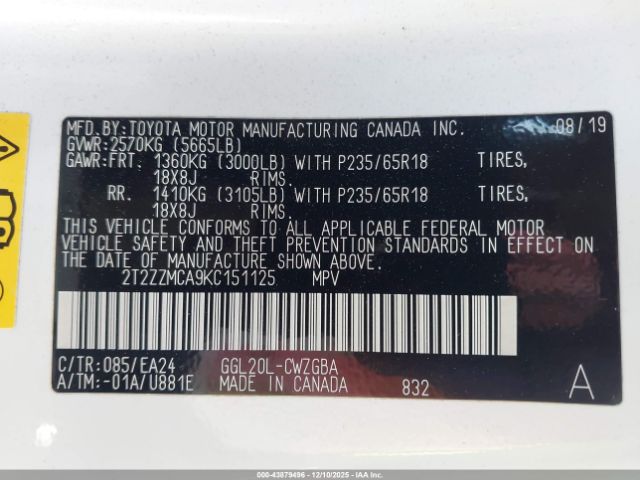 MFD.BY:TOYOTA MOTOR MANUFACTURING CANADA INC. 08/19
GVWR:2570KG (5665LB)
GAWR:FRT. 1360KG (3000LB) WITH P235/65R18 TIRES,
18X8J RIMS.
RR. 1410KG (3105LB) WITH P235/65R18 TIRES,
18X8J RIMS.
THIS VEHICLE CONFORMS TO ALL APPLICABLE FEDERAL MOTOR
VEHICLE SAFETY AND THEFT PREVENTION STANDARDS IN EFFECT ON
THE DATE OF MANUFACTURE SHOWN ABOVE.
2T2ZZMCA9KC151125 MPV
C/TR:085/EA24 GGL20L-CWZGBA
A/TM:-01A/U881E MADE IN CANADA 832 A
000-43879496 - 12/10/2025 - IAAI - Copart